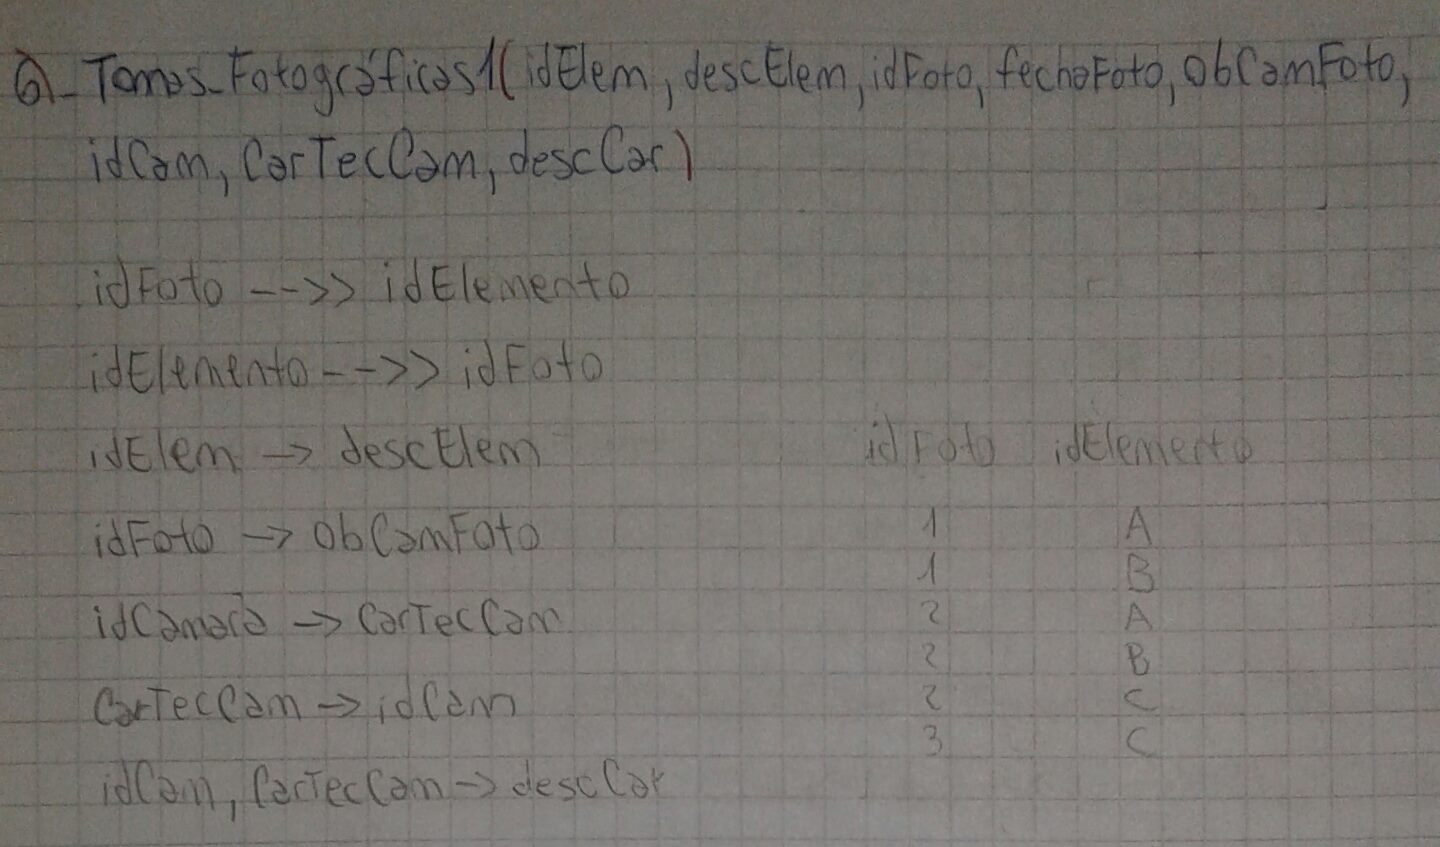 a- Tomas_Fotográficas1(idElem, descElem, idFoto, fechaFoto, obCamFoto,
idCam, CarTecCam, descCar)
idFoto -->> idElemento
idElemento -->> idFoto
idElem -> descElem
idFoto -> obCamFoto
idCamara -> CarTecCam
CarTecCam -> idCam
idCam, CarTecCam -> descCar
idFoto idElemento
1 A
1 B
2 A
2 B
2 C
3 C